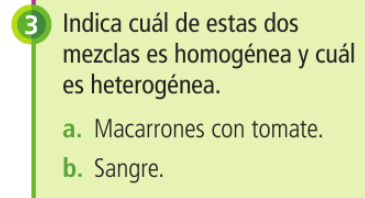 3 Indica cuál de estas dos
mezclas es homogénea y cuál
es heterogénea.
a. Macarrones con tomate.
b. Sangre.